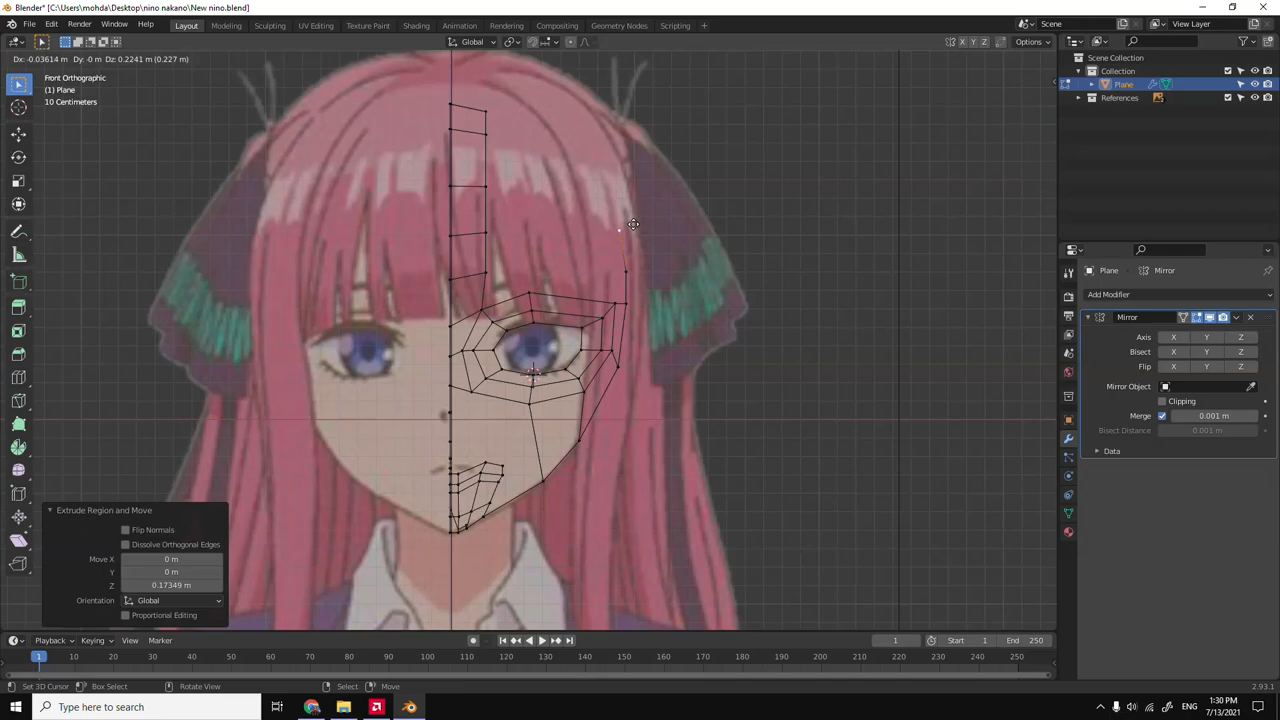 Blender* [C:\Users\mohda\Desktop\nino nakano\New nino.blend]
File Edit Render Window Help Layout Modeling Sculpting UV Editing Texture Paint Shading Animation Rendering Compositing Geometry Nodes Scripting + Scene View Layer
Global X Y Z Options
Dx: -0.03614 m Dy: -0 m Dz: 0.2241 m (0.227 m)
Front Orthographic
(1) Plane
10 Centimeters
Scene Collection
Collection
Plane
References
Plane Mirror
Add Modifier
Mirror
Axis X Y Z
Bisect X Y Z
Flip X Y Z
Mirror Object
Clipping
Merge 0.001 m
Bisect Distance 0.001 m
Data
Extrude Region and Move
Flip Normals
Dissolve Orthogonal Edges
Move X 0 m
Y 0 m
Z 0.17349 m
Orientation Global
Proportional Editing
Playback Keying View Marker 1 Start 1 End 250
1 10 20 30 40 50 60 70 80 90 100 110 120 130 140 150 160 170 180 190 200 210 220 230 240 250
Set 3D Cursor Box Select Rotate View Select Move 2.93.1
Type here to search ENG 1:30 PM 7/13/2021